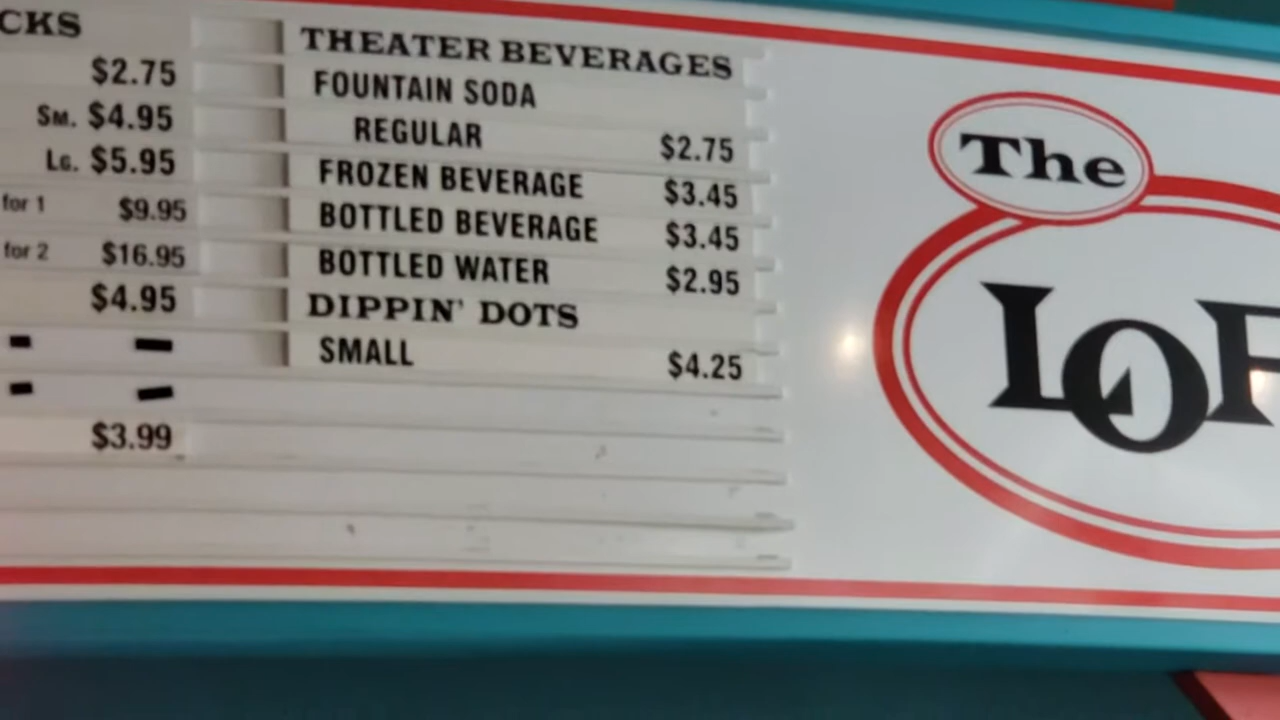 CKS
$2.75
SM. $4.95
LG. $5.95
for 1 $9.95
for 2 $16.95
$4.95
- -
- -
$3.99
THEATER BEVERAGES
FOUNTAIN SODA
REGULAR $2.75
FROZEN BEVERAGE $3.45
BOTTLED BEVERAGE $3.45
BOTTLED WATER $2.95
DIPPIN' DOTS
SMALL $4.25
The
LOF